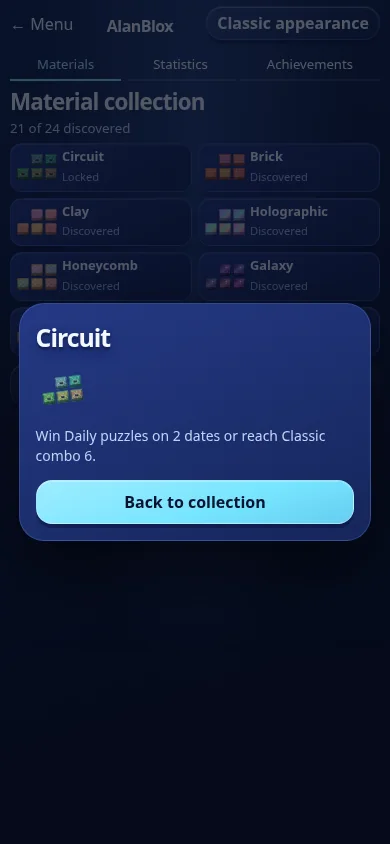 ← Menu
AlanBlox
Classic appearance
Materials
Statistics
Achievements
Material collection
21 of 24 discovered
Circuit
Locked
Brick
Discovered
Clay
Discovered
Holographic
Discovered
Honeycomb
Discovered
Galaxy
Discovered
Circuit
Win Daily puzzles on 2 dates or reach Classic
combo 6.
Back to collection